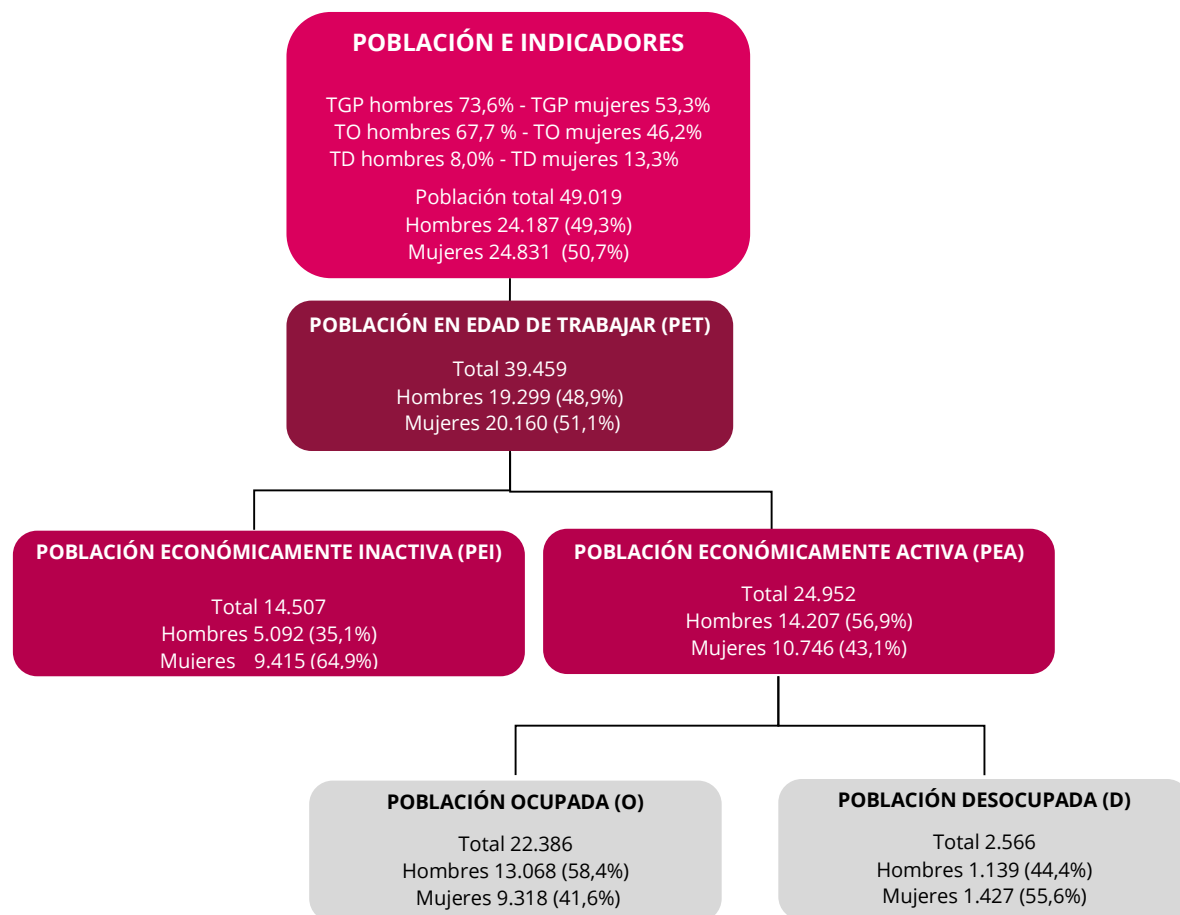 POBLACIÓN E INDICADORES
TGP hombres 73,6% - TGP mujeres 53,3%
TO hombres 67,7 % - TO mujeres 46,2%
TD hombres 8,0% - TD mujeres 13,3%
Población total 49.019
Hombres 24.187 (49,3%)
Mujeres 24.831 (50,7%)
POBLACIÓN EN EDAD DE TRABAJAR (PET)
Total 39.459
Hombres 19.299 (48,9%)
Mujeres 20.160 (51,1%)
POBLACIÓN ECONÓMICAMENTE INACTIVA (PEI)
Total 14.507
Hombres 5.092 (35,1%)
Mujeres 9.415 (64,9%)
POBLACIÓN ECONÓMICAMENTE ACTIVA (PEA)
Total 24.952
Hombres 14.207 (56,9%)
Mujeres 10.746 (43,1%)
POBLACIÓN OCUPADA (O)
Total 22.386
Hombres 13.068 (58,4%)
Mujeres 9.318 (41,6%)
POBLACIÓN DESOCUPADA (D)
Total 2.566
Hombres 1.139 (44,4%)
Mujeres 1.427 (55,6%)